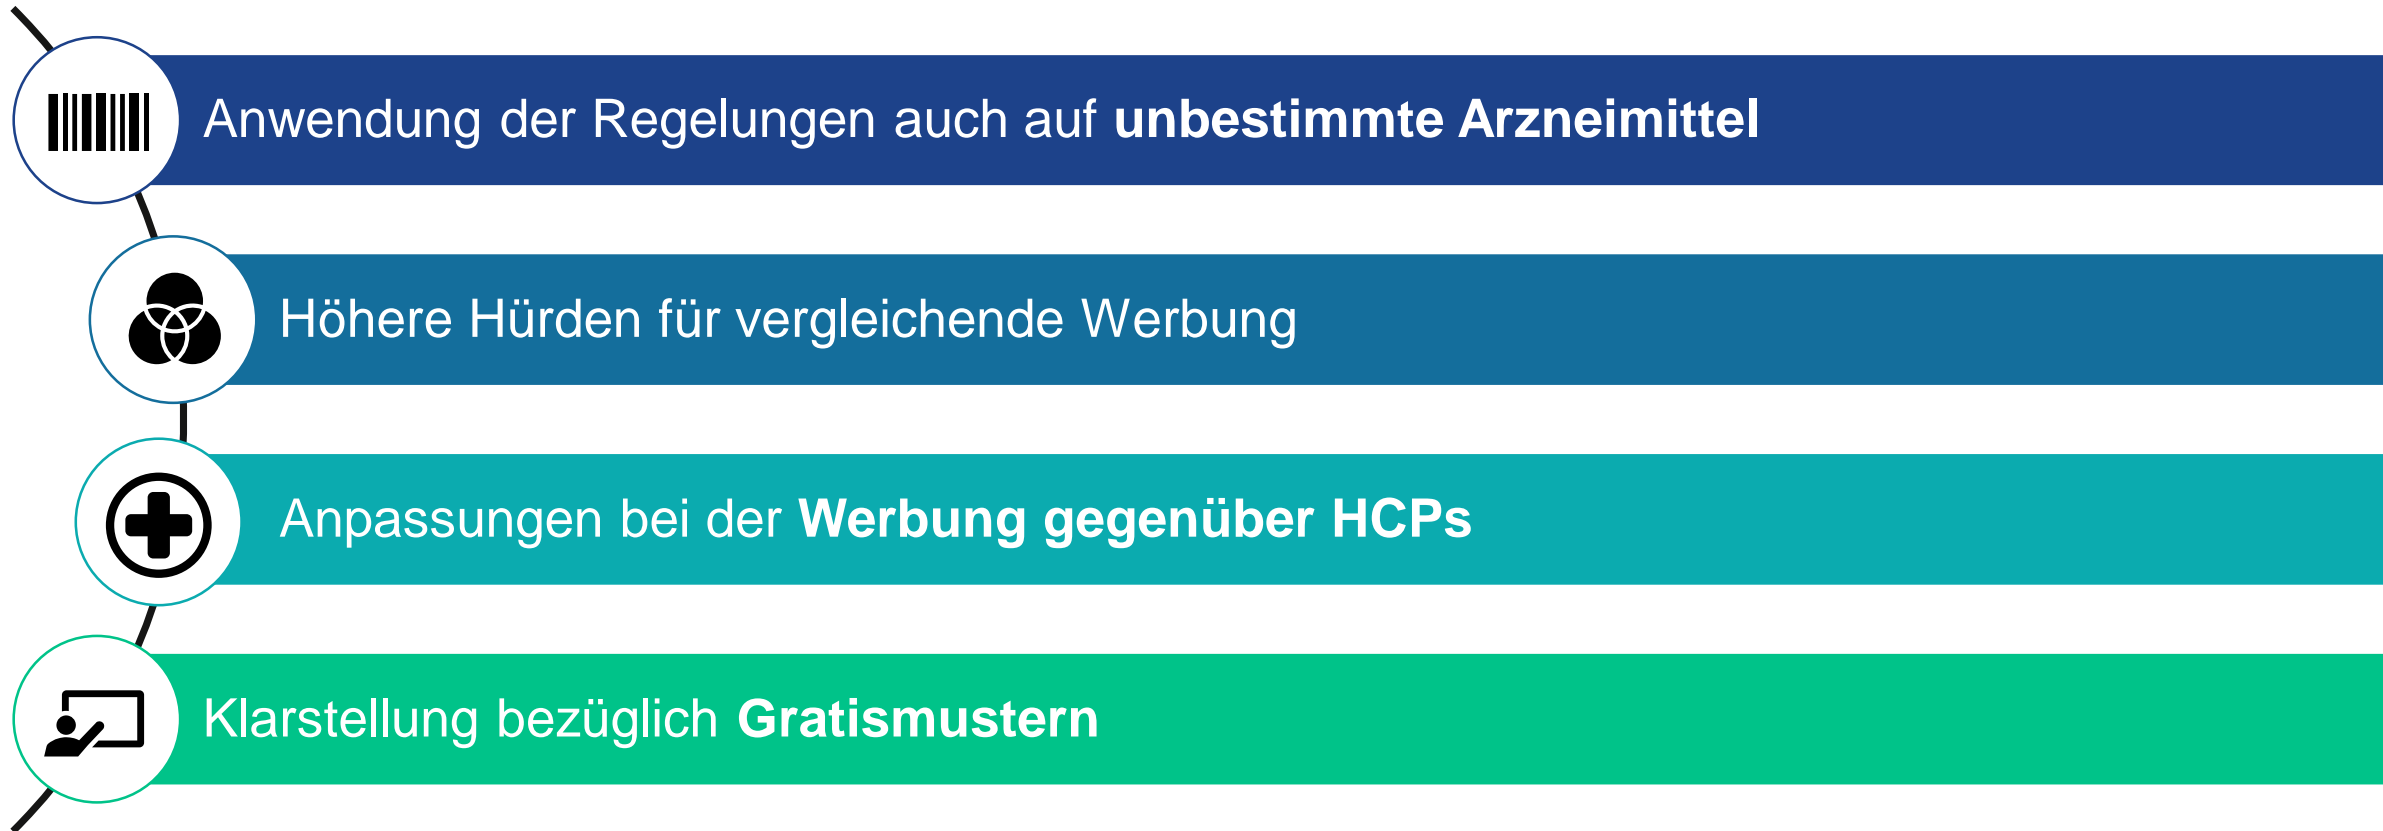 Anwendung der Regelungen auch auf unbestimmte Arzneimittel
Höhere Hürden für vergleichende Werbung
Anpassungen bei der Werbung gegenüber HCPs
Klarstellung bezüglich Gratismustern